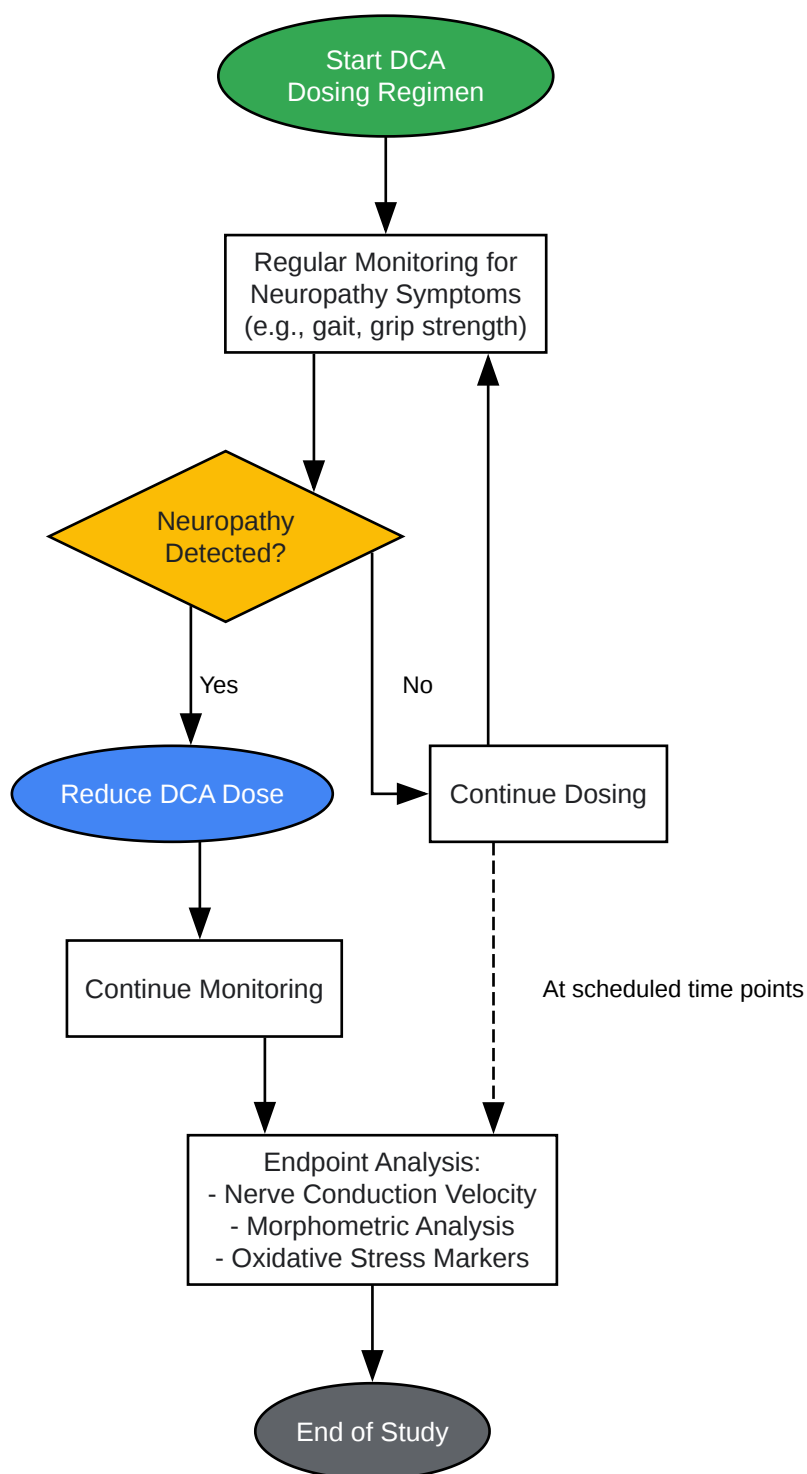 Start DCA
Dosing Regimen
Regular Monitoring for
Neuropathy Symptoms
(e.g., gait, grip strength)
Neuropathy
Detected?
Yes
No
Reduce DCA Dose
Continue Dosing
Continue Monitoring
At scheduled time points
Endpoint Analysis:
- Nerve Conduction Velocity
- Morphometric Analysis
- Oxidative Stress Markers
End of Study